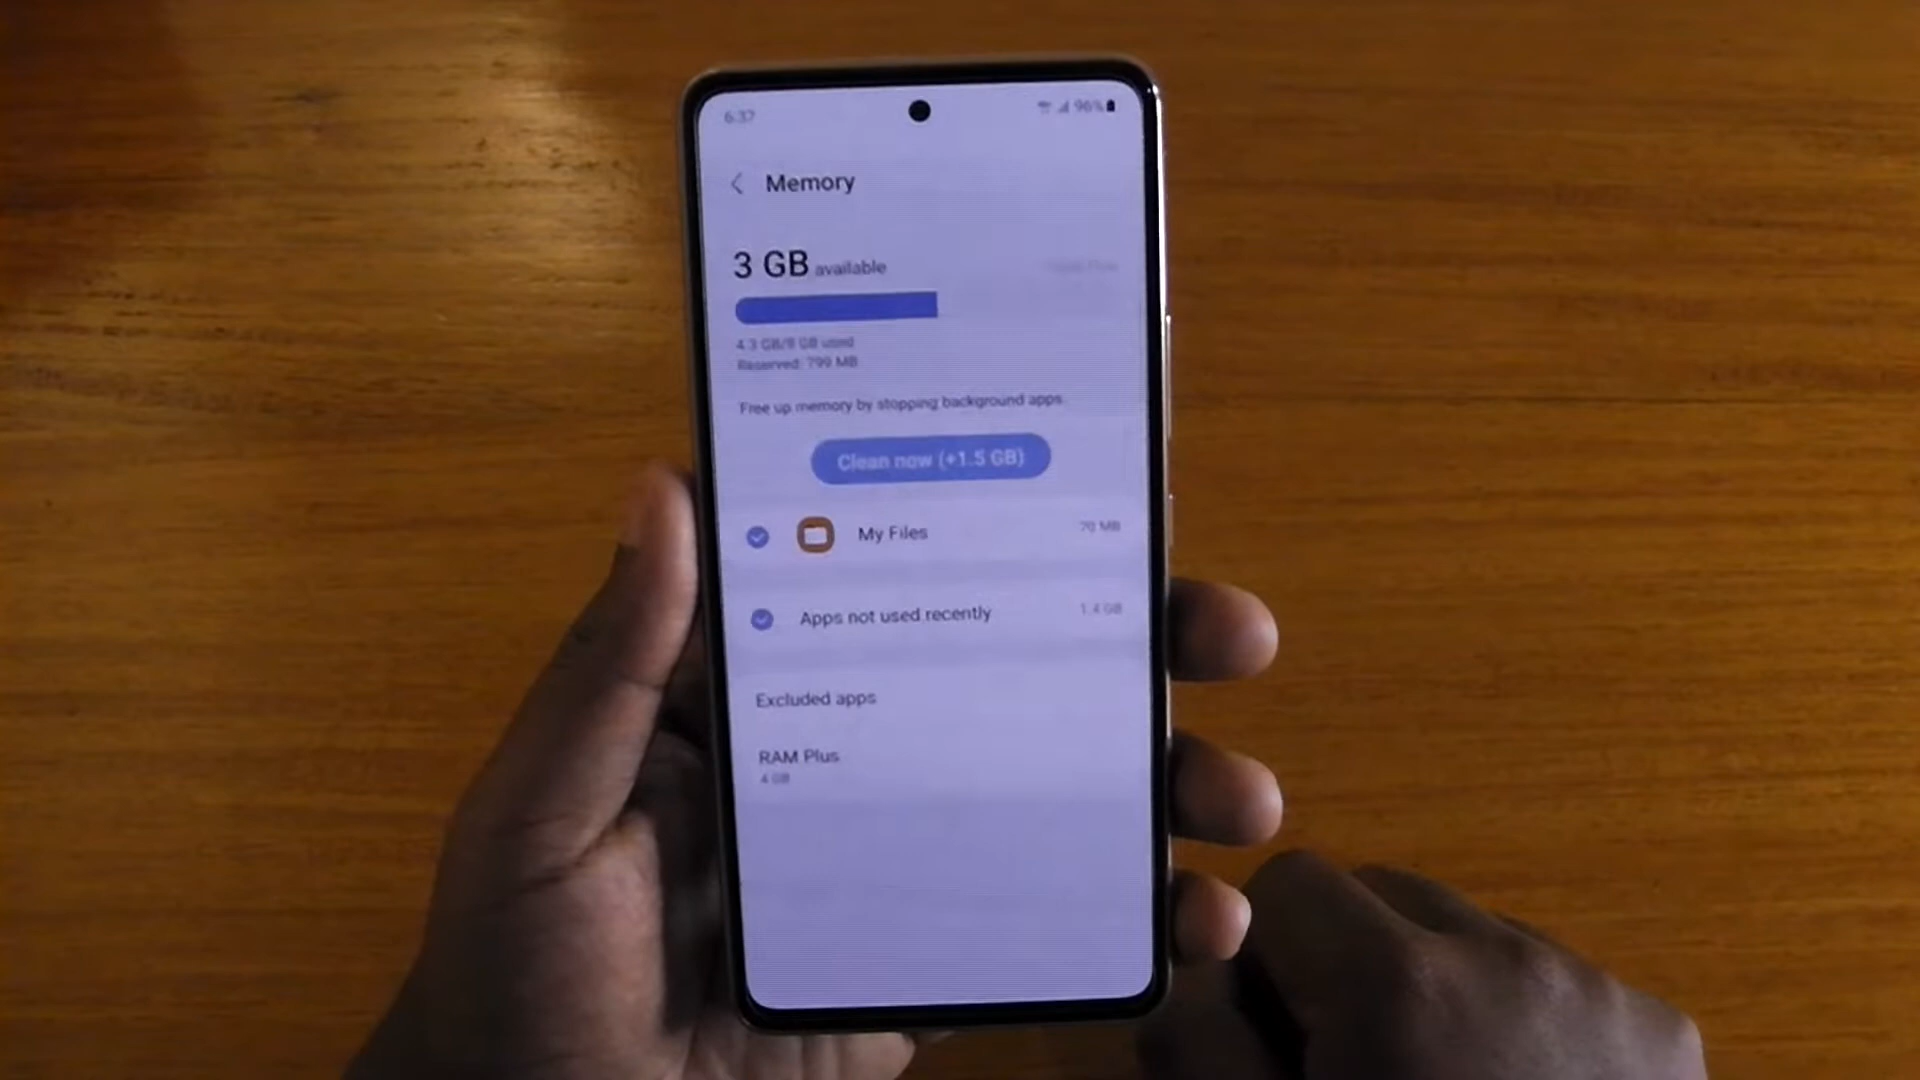 6:37
96%
Memory
3 GB available
4.3 GB/8 GB used
Reserved: 799 MB
Free up memory by stopping background apps.
Clean now (+1.5 GB)
My Files 70 MB
Apps not used recently 1.4 GB
Excluded apps
RAM Plus
4 GB